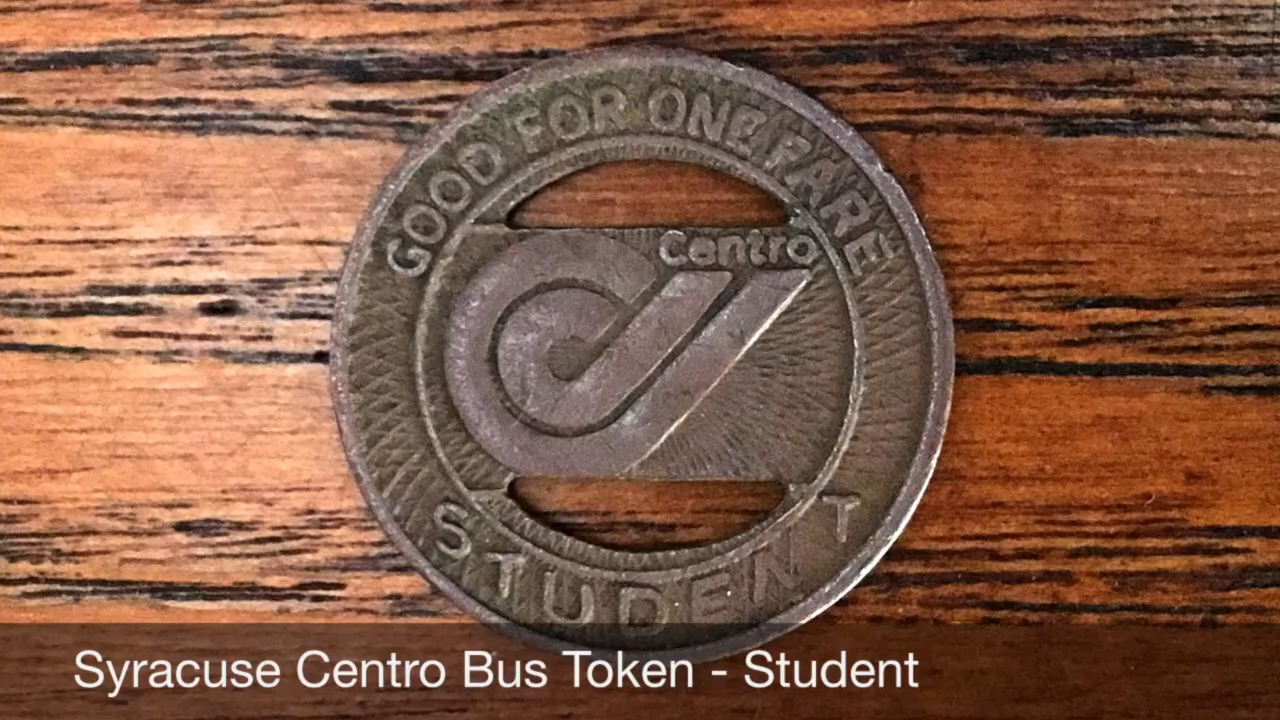 GOOD FOR ONE FARE
Centro
STUDENT
Syracuse Centro Bus Token - Student